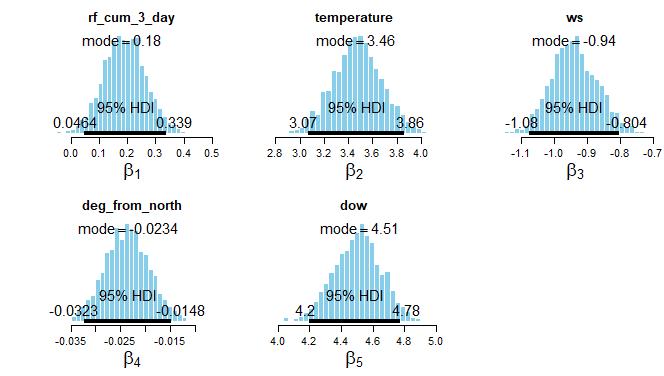 rf_cum_3_day
mode = 0.18
95% HDI
0.0464 0.339
0.0 0.1 0.2 0.3 0.4 0.5
β1
temperature
mode = 3.46
95% HDI
3.07 3.86
2.8 3.0 3.2 3.4 3.6 3.8 4.0
β2
ws
mode = -0.94
95% HDI
-1.08 -0.804
-1.1 -1.0 -0.9 -0.8 -0.7
β3
deg_from_north
mode = -0.0234
95% HDI
-0.0323 -0.0148
-0.035 -0.025 -0.015
β4
dow
mode = 4.51
95% HDI
4.2 4.78
4.0 4.2 4.4 4.6 4.8 5.0
β5